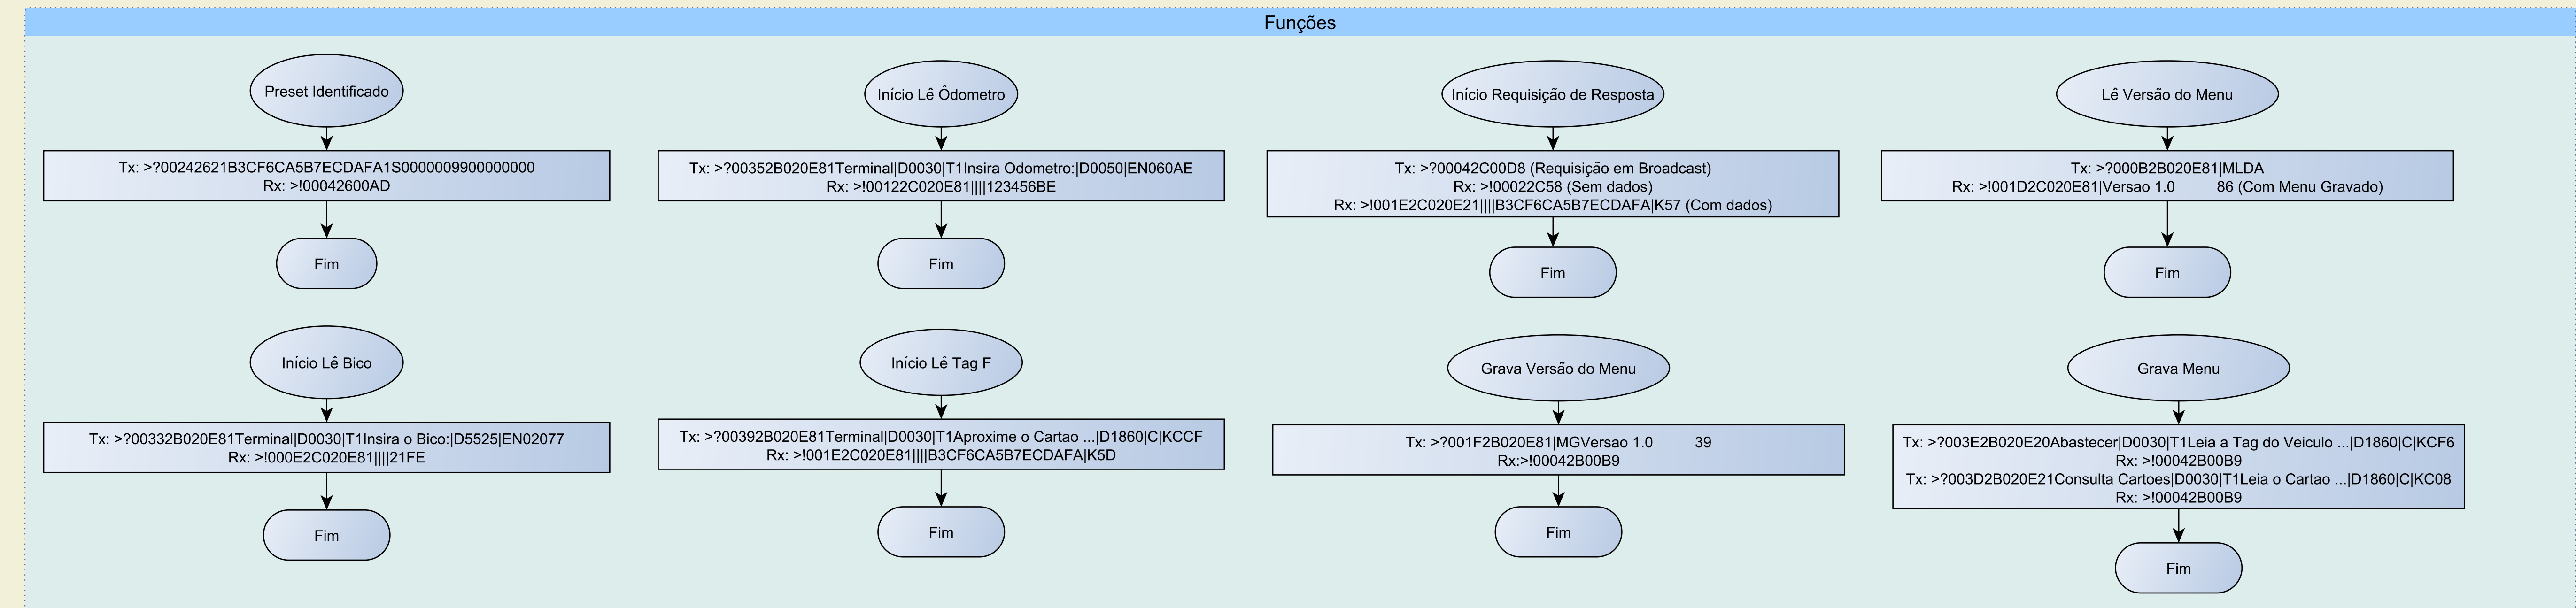 Funções
Preset Identificado
Tx: >?00242621B3CF6CA5B7ECDAFA1S0000009900000000
Rx: >!00042600AD
Fim
Início Lê Ôdometro
Tx: >?00352B020E81Terminal|D0030|T1Insira Odometro:|D0050|EN060AE
Rx: >!00122C020E81||||123456BE
Fim
Início Requisição de Resposta
Tx: >?00042C00D8 (Requisição em Broadcast)
Rx: >!00022C58 (Sem dados)
Rx: >!001E2C020E21||||B3CF6CA5B7ECDAFA|K57 (Com dados)
Fim
Lê Versão do Menu
Tx: >?000B2B020E81|MLDA
Rx: >!001D2C020E81|Versao 1.0          86 (Com Menu Gravado)
Fim
Início Lê Bico
Tx: >?00332B020E81Terminal|D0030|T1Insira o Bico:|D5525|EN02077
Rx: >!000E2C020E81||||21FE
Fim
Início Lê Tag F
Tx: >?00392B020E81Terminal|D0030|T1Aproxime o Cartao ...|D1860|C|KCCF
Rx: >!001E2C020E81||||B3CF6CA5B7ECDAFA|K5D
Fim
Grava Versão do Menu
Tx: >?001F2B020E81|MGVersao 1.0          39
Rx:>!00042B00B9
Fim
Grava Menu
Tx: >?003E2B020E20Abastecer|D0030|T1Leia a Tag do Veiculo ...|D1860|C|KCF6
Rx: >!00042B00B9
Tx: >?003D2B020E21Consulta Cartoes|D0030|T1Leia o Cartao ...|D1860|C|KC08
Rx: >!00042B00B9
Fim